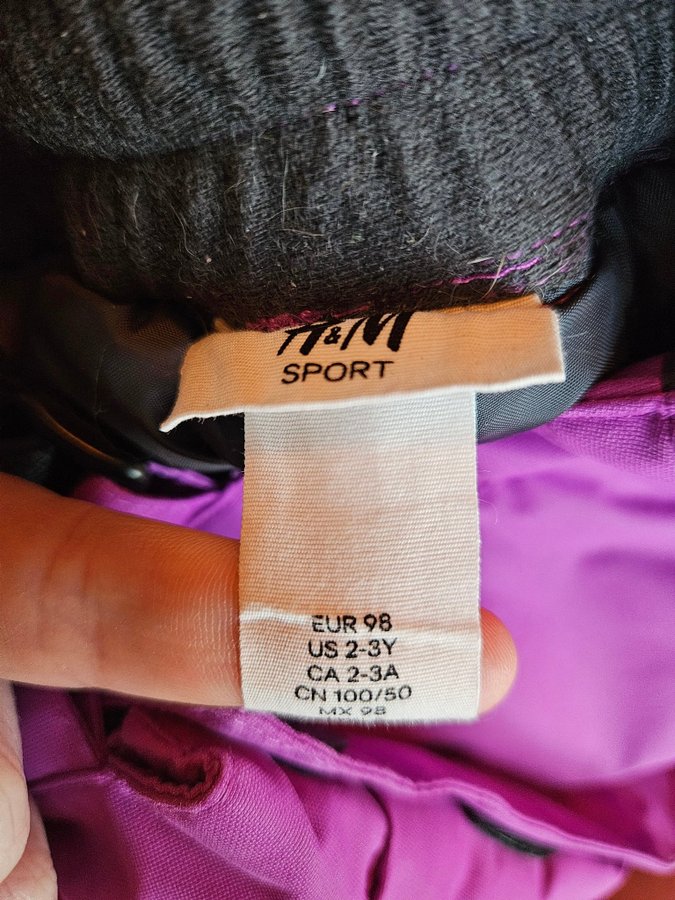 H&M
SPORT
EUR 98
US 2-3Y
CA 2-3A
CN 100/50
MX 98